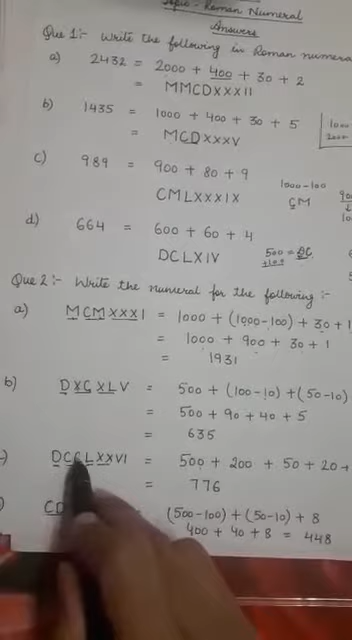 Topic - Roman Numeral
Answers
Que 1:- Write the following in Roman numera
a) 2432 = 2000 + 400 + 30 + 2
= MMCDXXXII
b) 1435 = 1000 + 400 + 30 + 5
= MCDXXXV
c) 989 = 900 + 80 + 9
CMLXXXIX
1000-100
CM
d) 664 = 600 + 60 + 4
DCLXIV
500 = DC
+100
Que 2:- Write the numeral for the following :-
a) MCMXXXI = 1000 + (1000-100) + 30 + 1
= 1000 + 900 + 30 + 1
= 1931
b) DXCXLV = 500 + (100-10) + (50-10)
= 500 + 90 + 40 + 5
= 635
DCCLXXVI = 500 + 200 + 50 + 20 +
= 776
CD
(500-100) + (50-10) + 8
400 + 40 + 8 = 448